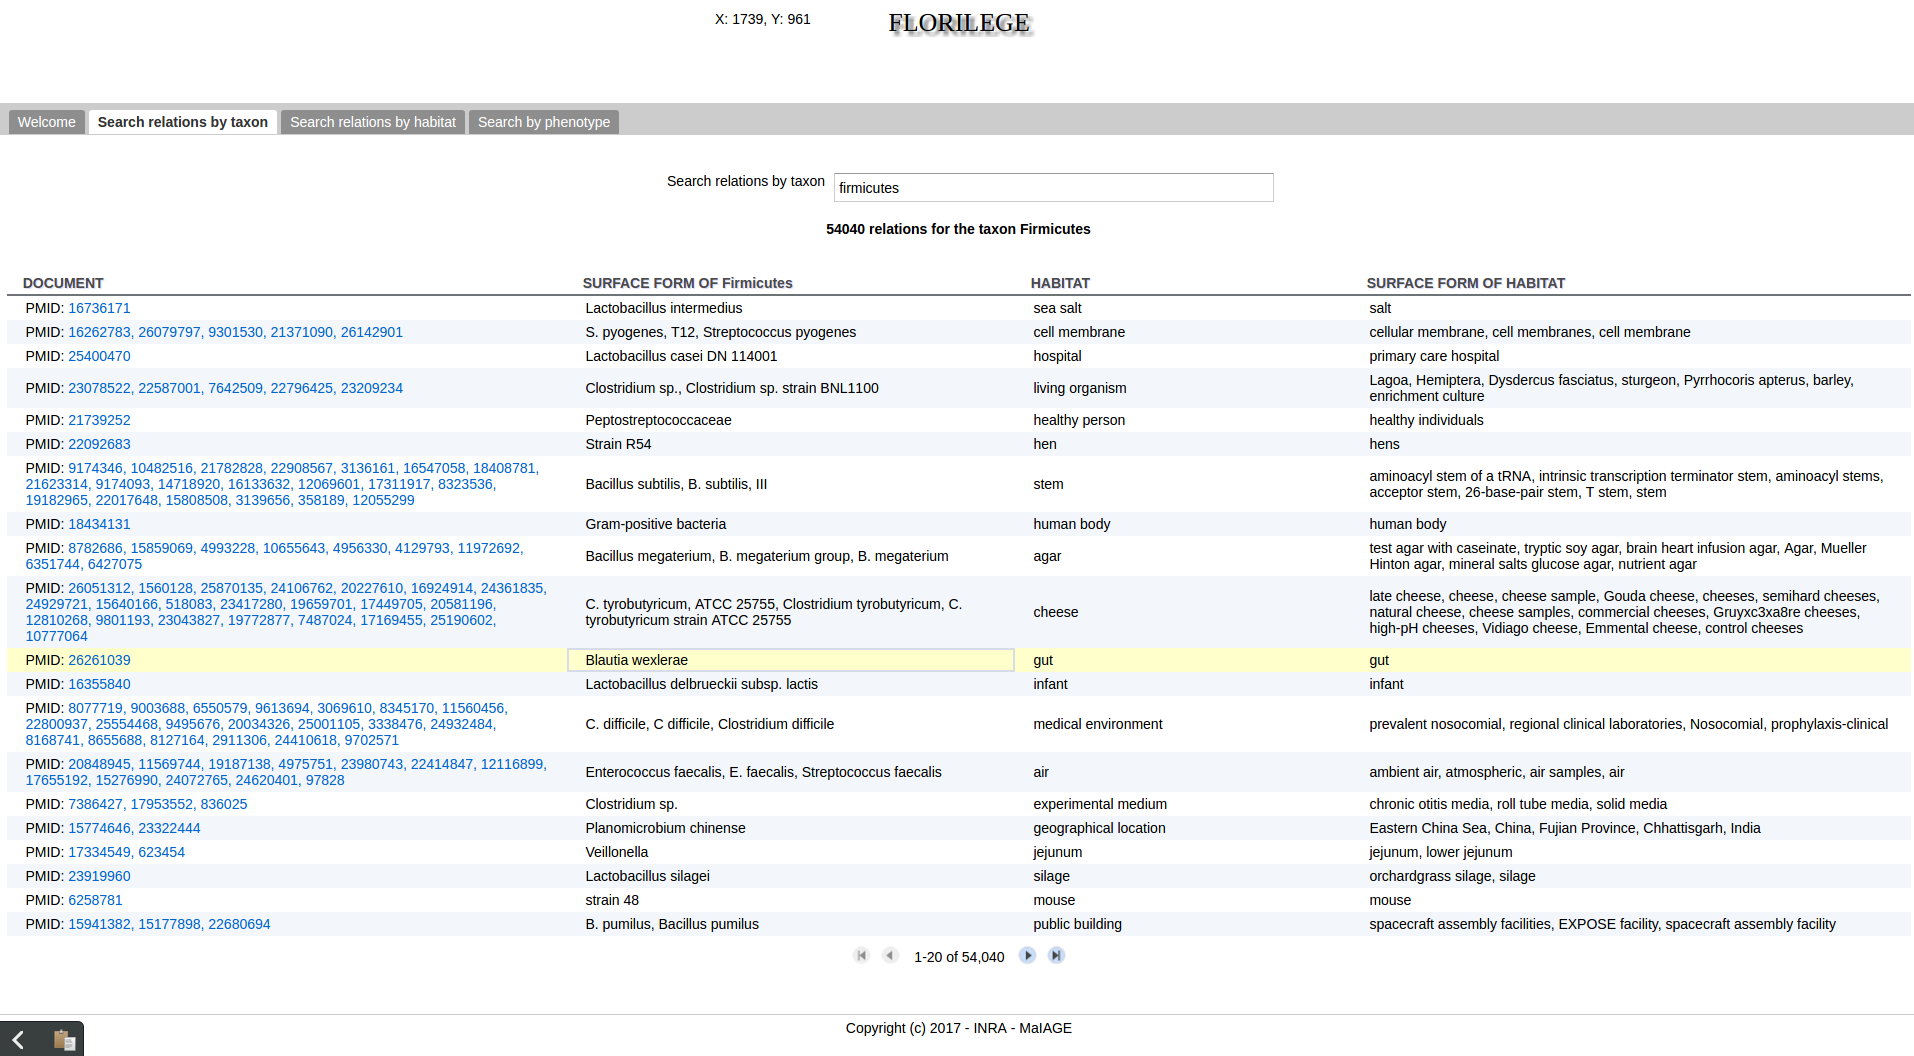 X: 1739, Y: 961
FLORILEGE
Welcome Search relations by taxon Search relations by habitat Search by phenotype
Search relations by taxon firmicutes
54040 relations for the taxon Firmicutes
DOCUMENT SURFACE FORM OF Firmicutes HABITAT SURFACE FORM OF HABITAT
PMID: 16736171 Lactobacillus intermedius sea salt salt
PMID: 16262783, 26079797, 9301530, 21371090, 26142901 S. pyogenes, T12, Streptococcus pyogenes cell membrane cellular membrane, cell membranes, cell membrane
PMID: 25400470 Lactobacillus casei DN 114001 hospital primary care hospital
PMID: 23078522, 22587001, 7642509, 22796425, 23209234 Clostridium sp., Clostridium sp. strain BNL1100 living organism Lagoa, Hemiptera, Dysdercus fasciatus, sturgeon, Pyrrhocoris apterus, barley,
enrichment culture
PMID: 21739252 Peptostreptococcaceae healthy person healthy individuals
PMID: 22092683 Strain R54 hen hens
PMID: 9174346, 10482516, 21782828, 22908567, 3136161, 16547058, 18408781,
21623314, 9174093, 14718920, 16133632, 12069601, 17311917, 8323536,
19182965, 22017648, 15808508, 3139656, 358189, 12055299
Bacillus subtilis, B. subtilis, III
stem
aminoacyl stem of a tRNA, intrinsic transcription terminator stem, aminoacyl stems,
acceptor stem, 26-base-pair stem, T stem, stem
PMID: 18434131 Gram-positive bacteria human body human body
PMID: 8782686, 15859069, 4993228, 10655643, 4956330, 4129793, 11972692,
6351744, 6427075
Bacillus megaterium, B. megaterium group, B. megaterium
agar
test agar with caseinate, tryptic soy agar, brain heart infusion agar, Agar, Mueller
Hinton agar, mineral salts glucose agar, nutrient agar
PMID: 26051312, 1560128, 25870135, 24106762, 20227610, 16924914, 24361835,
24929721, 15640166, 518083, 23417280, 19659701, 17449705, 20581196,
12810268, 9801193, 23043827, 19772877, 7487024, 17169455, 25190602,
10777064
C. tyrobutyricum, ATCC 25755, Clostridium tyrobutyricum, C.
tyrobutyricum strain ATCC 25755
cheese
late cheese, cheese, cheese sample, Gouda cheese, cheeses, semihard cheeses,
natural cheese, cheese samples, commercial cheeses, Gruyxc3xa8re cheeses,
high-pH cheeses, Vidiago cheese, Emmental cheese, control cheeses
PMID: 26261039 Blautia wexlerae gut gut
PMID: 16355840 Lactobacillus delbrueckii subsp. lactis infant infant
PMID: 8077719, 9003688, 6550579, 9613694, 3069610, 8345170, 11560456,
22800937, 25554468, 9495676, 20034326, 25001105, 3338476, 24932484,
8168741, 8655688, 8127164, 2911306, 24410618, 9702571
C. difficile, C difficile, Clostridium difficile
medical environment
prevalent nosocomial, regional clinical laboratories, Nosocomial, prophylaxis-clinical
PMID: 20848945, 11569744, 19187138, 4975751, 23980743, 22414847, 12116899,
17655192, 15276990, 24072765, 24620401, 97828
Enterococcus faecalis, E. faecalis, Streptococcus faecalis
air
ambient air, atmospheric, air samples, air
PMID: 7386427, 17953552, 836025 Clostridium sp. experimental medium chronic otitis media, roll tube media, solid media
PMID: 15774646, 23322444 Planomicrobium chinense geographical location Eastern China Sea, China, Fujian Province, Chhattisgarh, India
PMID: 17334549, 623454 Veillonella jejunum jejunum, lower jejunum
PMID: 23919960 Lactobacillus silagei silage orchardgrass silage, silage
PMID: 6258781 strain 48 mouse mouse
PMID: 15941382, 15177898, 22680694 B. pumilus, Bacillus pumilus public building spacecraft assembly facilities, EXPOSE facility, spacecraft assembly facility
1-20 of 54,040
Copyright (c) 2017 - INRA - MaIAGE